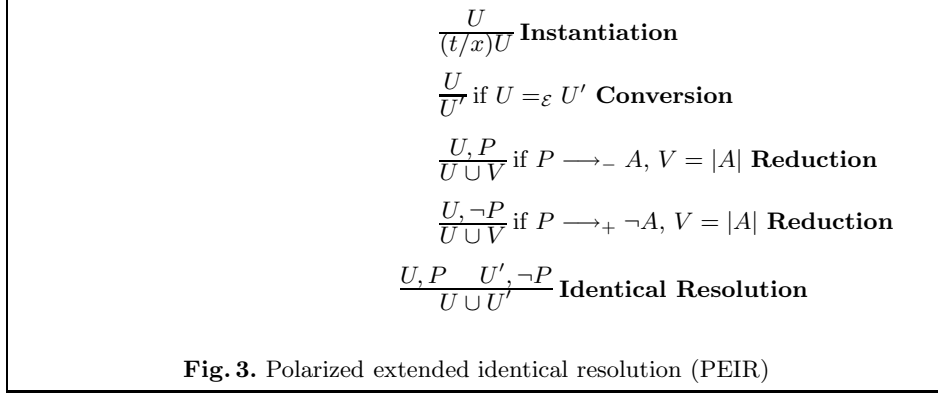 U
(t/x)U Instantiation
U
U′ if U =ℰ U′ Conversion
U, P
U ∪ V if P ⟶₋ A, V = |A| Reduction
U, ¬P
U ∪ V if P ⟶₊ ¬A, V = |A| Reduction
U, P U′, ¬P
U ∪ U′ Identical Resolution
Fig. 3. Polarized extended identical resolution (PEIR)